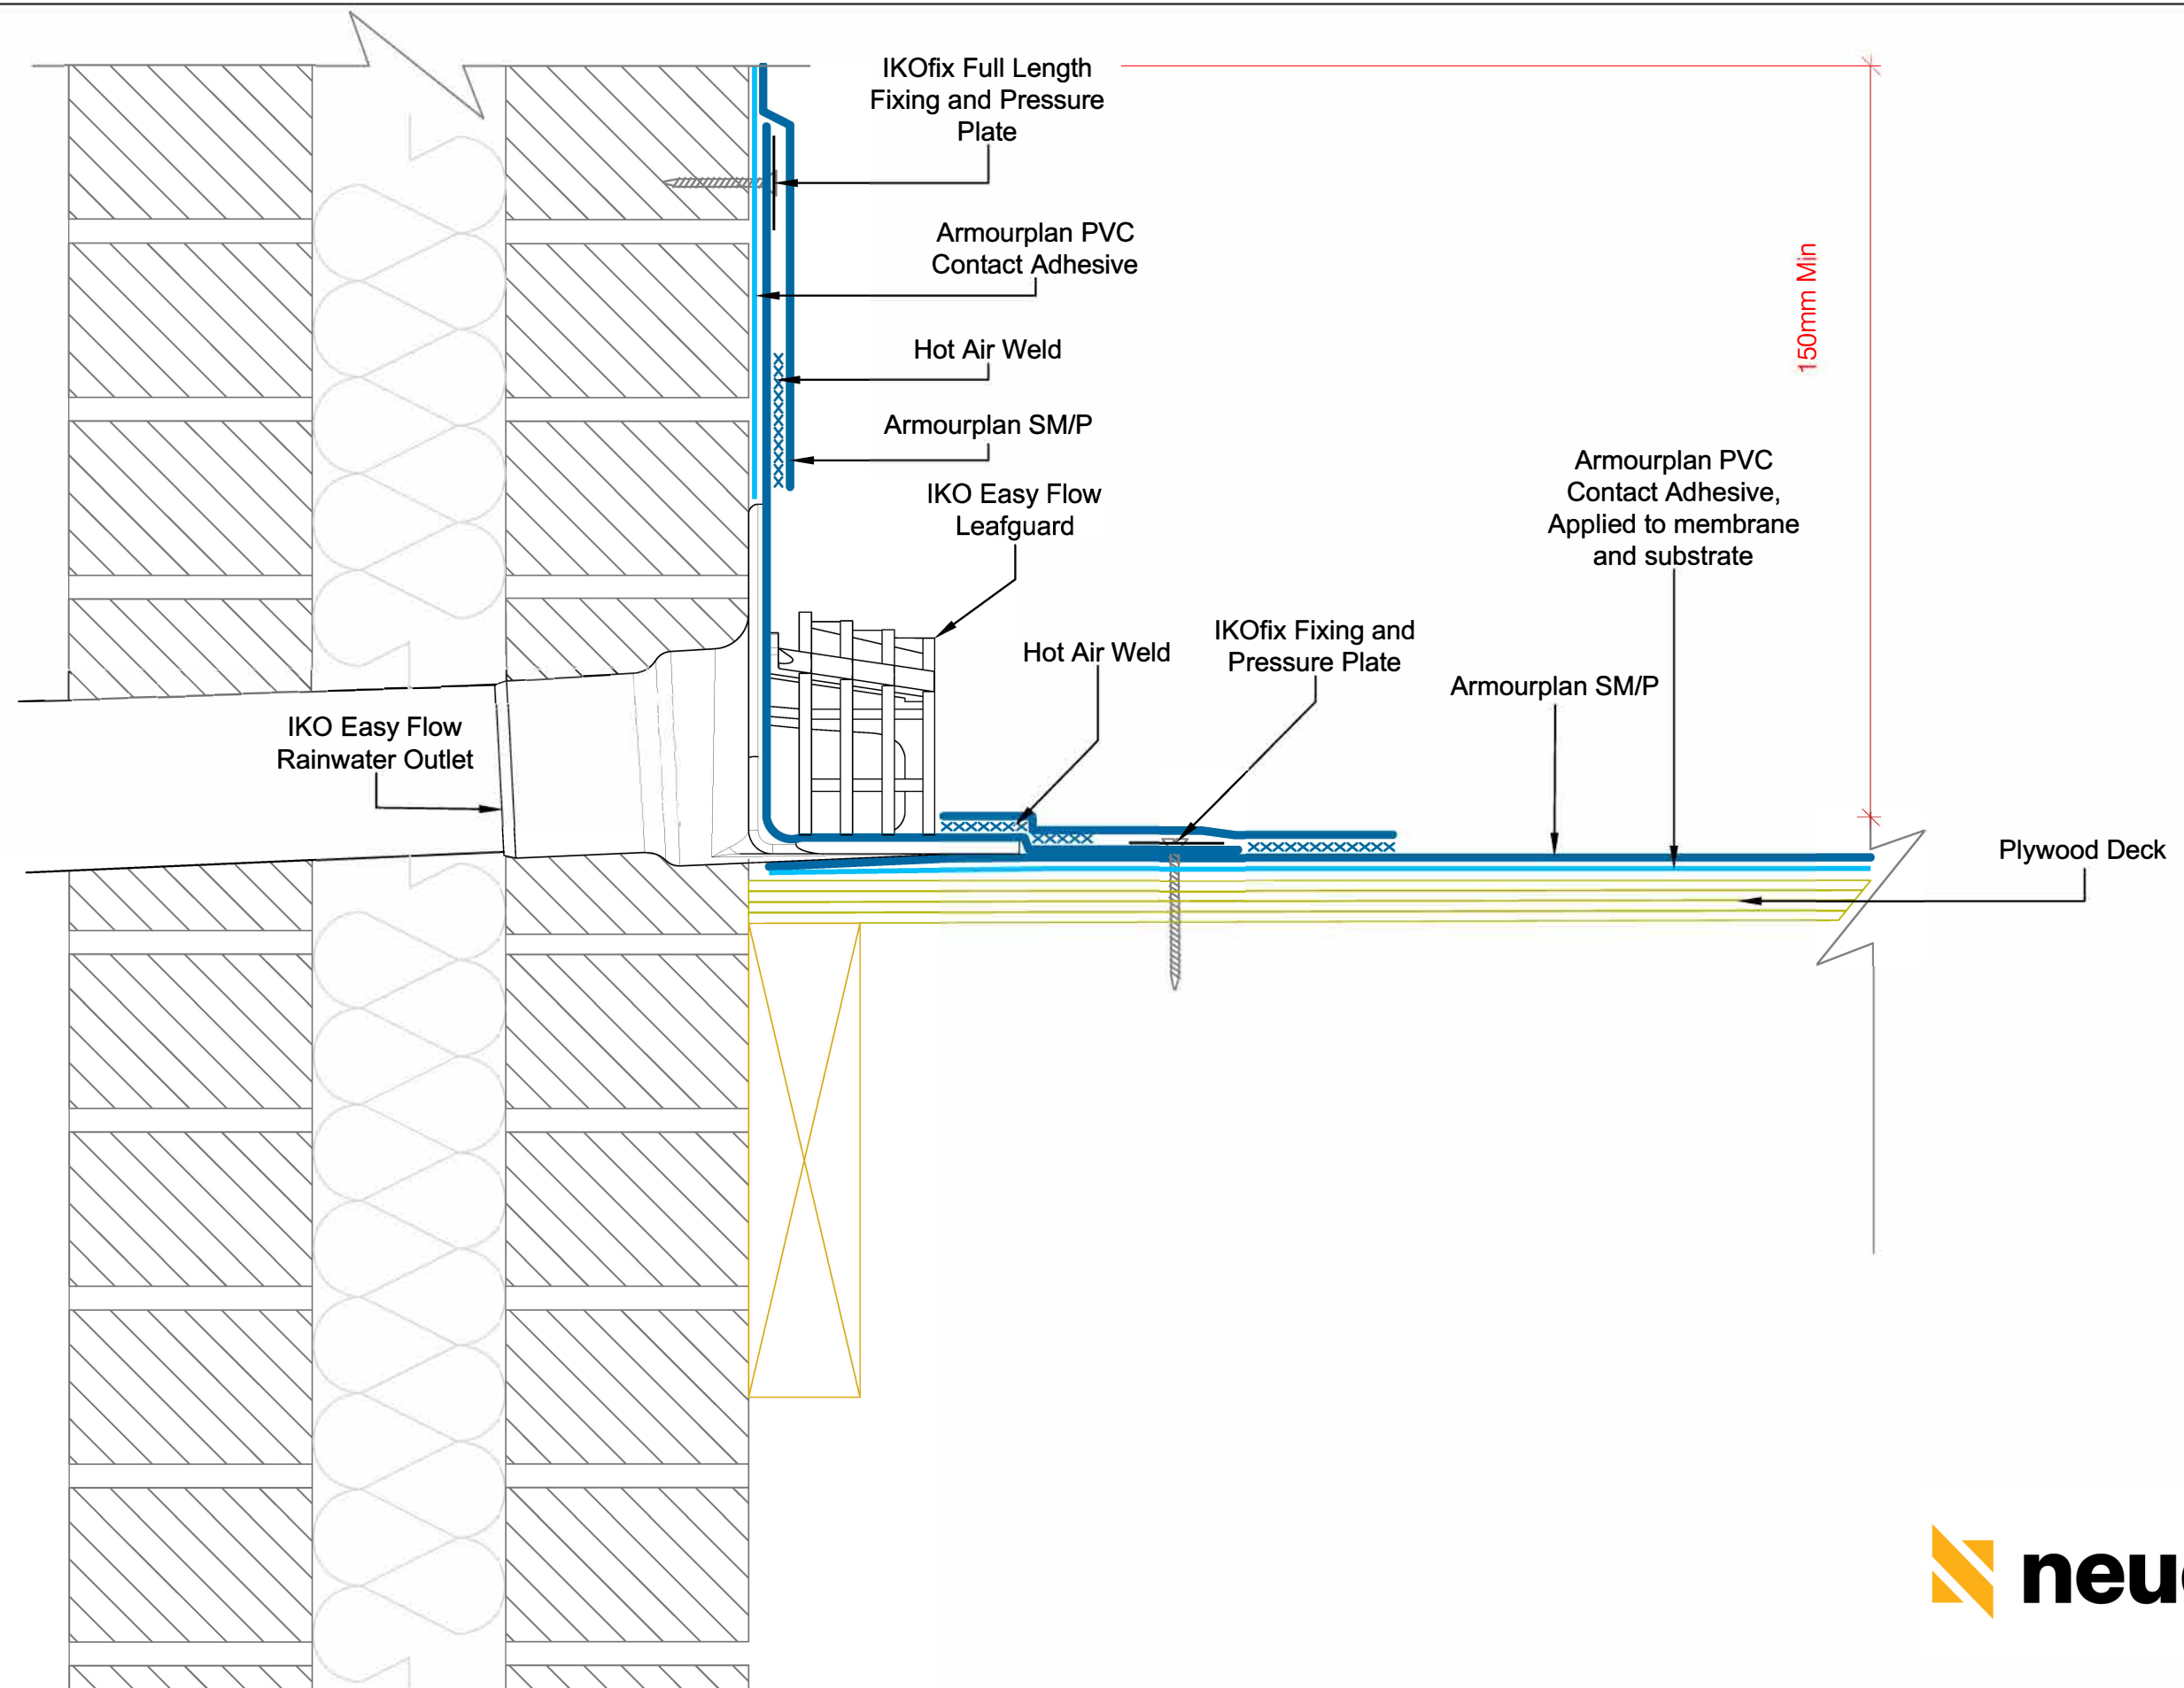 IKOfix Full Length
Fixing and Pressure
Plate
Armourplan PVC
Contact Adhesive
Hot Air Weld
Armourplan SM/P
IKO Easy Flow
Leafguard
150mm Min
Armourplan PVC
Contact Adhesive,
Applied to membrane
and substrate
Hot Air Weld
IKOfix Fixing and
Pressure Plate
Armourplan SM/P
IKO Easy Flow
Rainwater Outlet
Plywood Deck